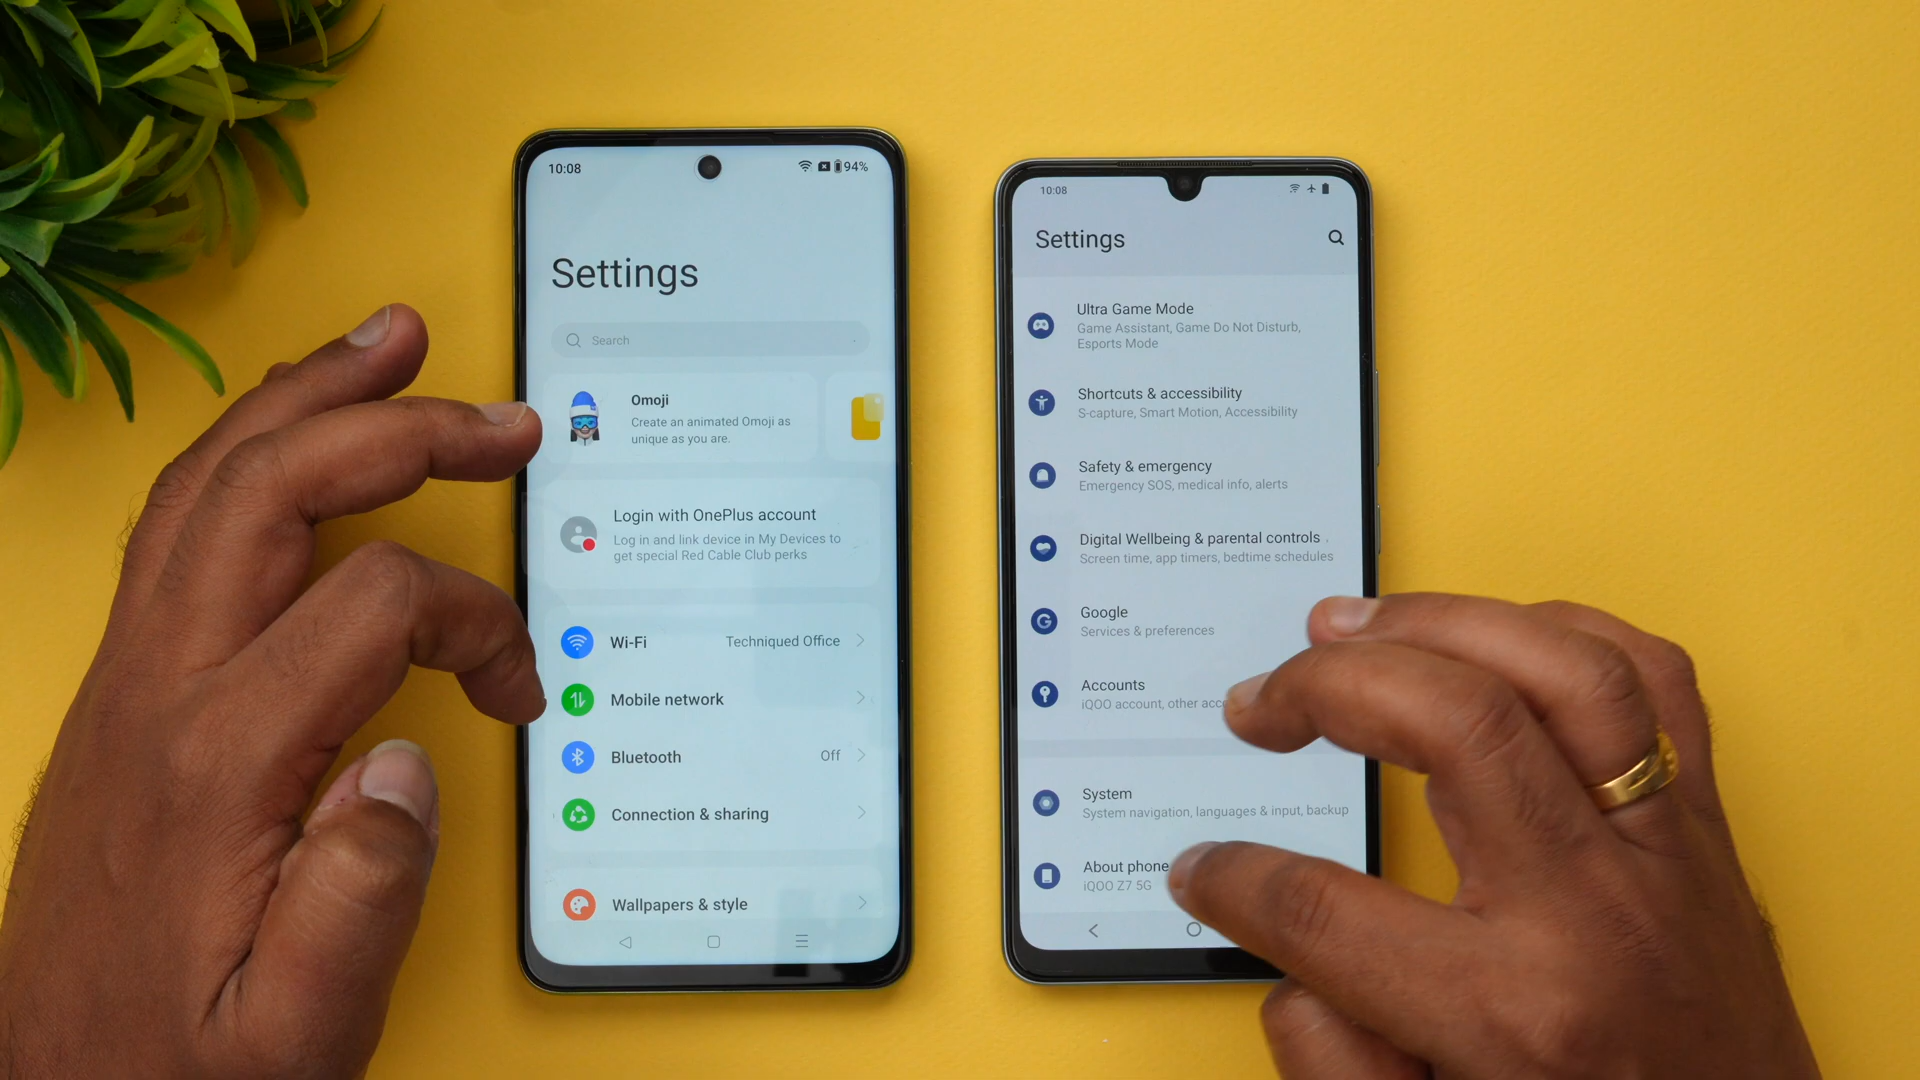 10:08
94%
Settings
Search
Omoji
Create an animated Omoji as
unique as you are.
Login with OnePlus account
Log in and link device in My Devices to
get special Red Cable Club perks
Wi-Fi Techniqued Office
Mobile network
Bluetooth Off
Connection & sharing
Wallpapers & style
10:08
Settings
Ultra Game Mode
Game Assistant, Game Do Not Disturb,
Esports Mode
Shortcuts & accessibility
S-capture, Smart Motion, Accessibility
Safety & emergency
Emergency SOS, medical info, alerts
Digital Wellbeing & parental controls
Screen time, app timers, bedtime schedules
Google
Services & preferences
Accounts
iQOO account, other
System
System navigation, languages & input, backup
About phone
iQOO Z7 5G